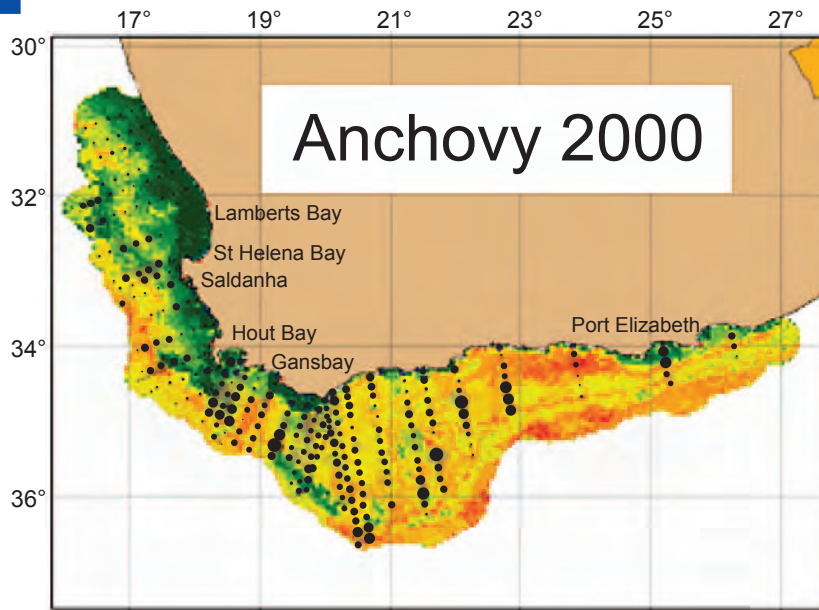 17° 19° 21° 23° 25° 27°
30°
Anchovy 2000
32°
Lamberts Bay
St Helena Bay
Saldanha
Hout Bay
Port Elizabeth
34°
Gansbay
36°